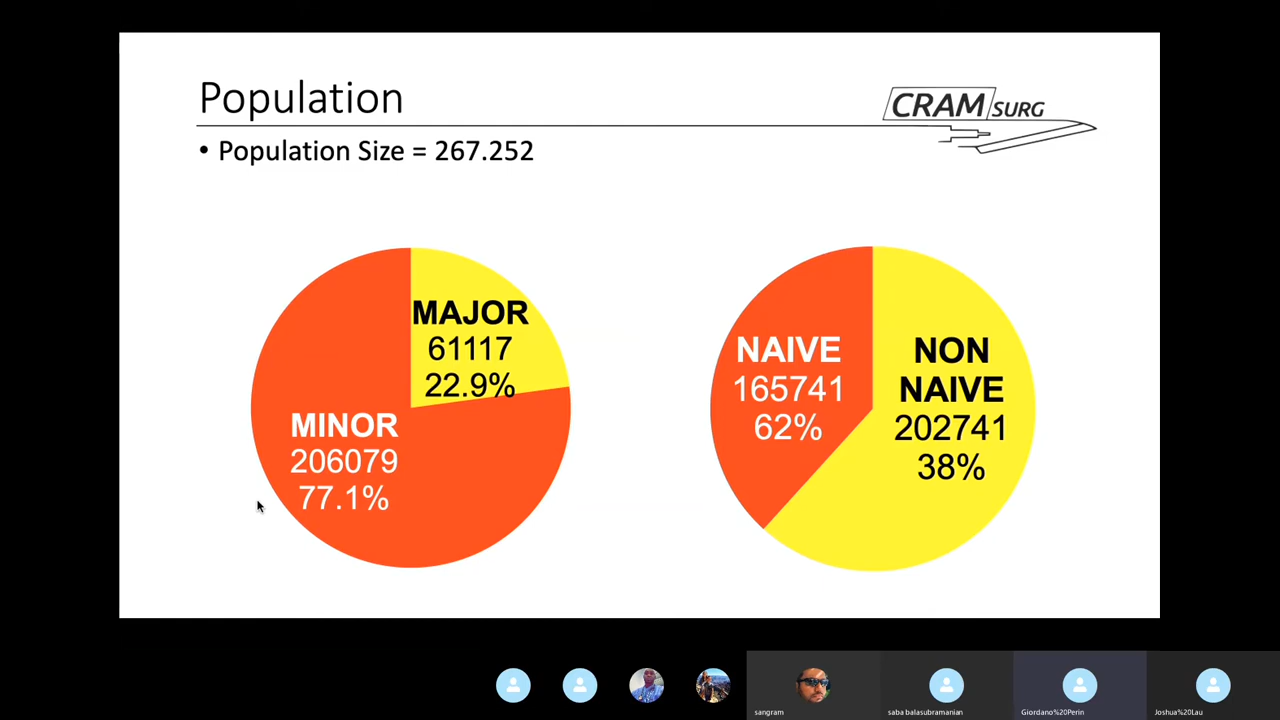 Population
CRAM SURG
• Population Size = 267.252
MAJOR
61117
22.9%
MINOR
206079
77.1%
NAIVE
165741
62%
NON
NAIVE
202741
38%
sangram
saba balasubramanian
Giordano%20Perin
Joshua%20Lau